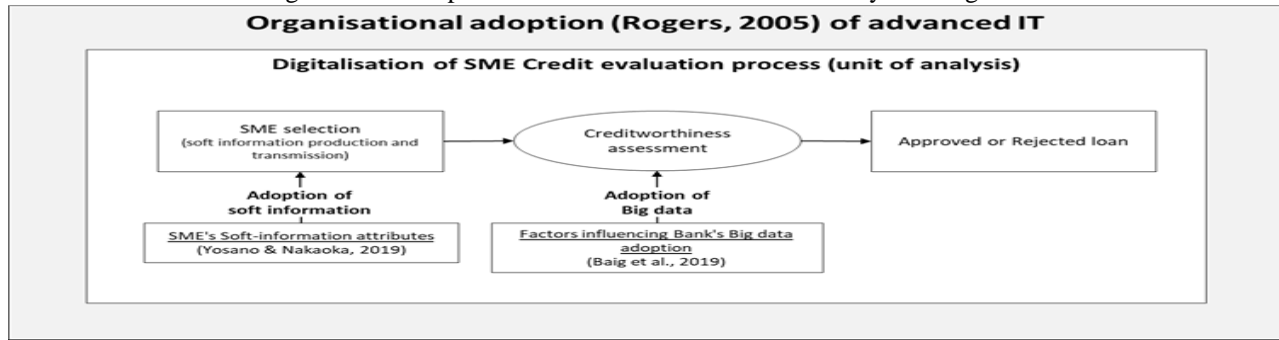 Organisational adoption (Rogers, 2005) of advanced IT
Digitalisation of SME Credit evaluation process (unit of analysis)
SME selection
(soft information production and
transmission)
Creditworthiness
assessment
Approved or Rejected loan
Adoption of
soft information
Adoption of
Big data
SME's Soft-information attributes
(Yosano & Nakaoka, 2019)
Factors influencing Bank's Big data
adoption
(Baig et al., 2019)